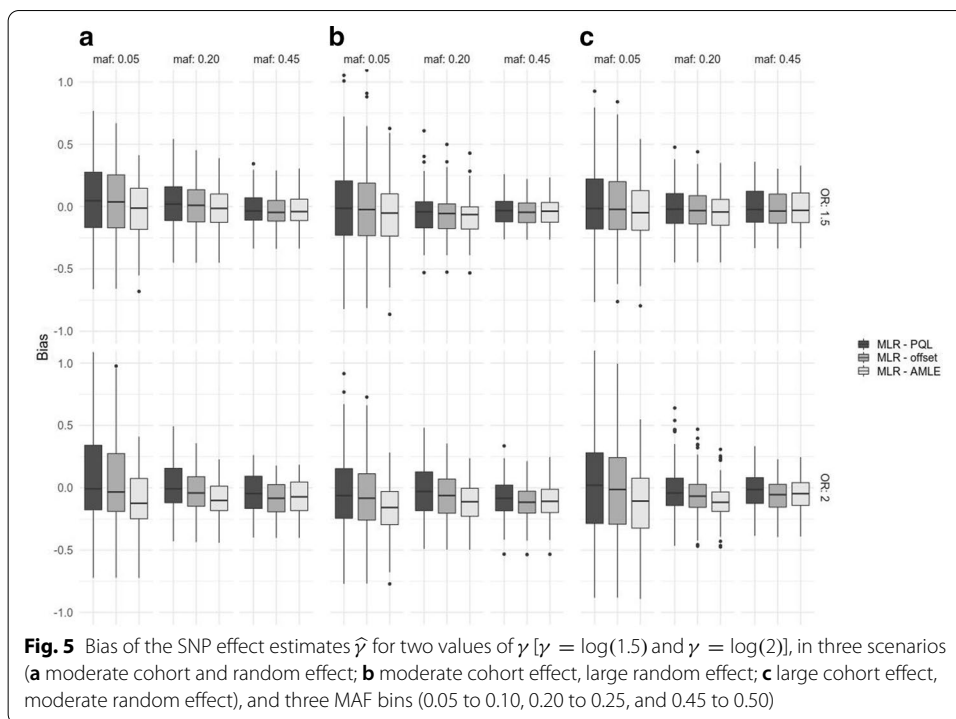 a b c
maf: 0.05 maf: 0.20 maf: 0.45 maf: 0.05 maf: 0.20 maf: 0.45 maf: 0.05 maf: 0.20 maf: 0.45
1.0
0.5
0.0
-0.5
-1.0
OR: 1.5
Bias
1.0
0.5
0.0
-0.5
-1.0
OR: 2
MLR - PQL
MLR - offset
MLR - AMLE
Fig. 5 Bias of the SNP effect estimates γ̂ for two values of γ [γ = log(1.5) and γ = log(2)], in three scenarios
(a moderate cohort and random effect; b moderate cohort effect, large random effect; c large cohort effect,
moderate random effect), and three MAF bins (0.05 to 0.10, 0.20 to 0.25, and 0.45 to 0.50)